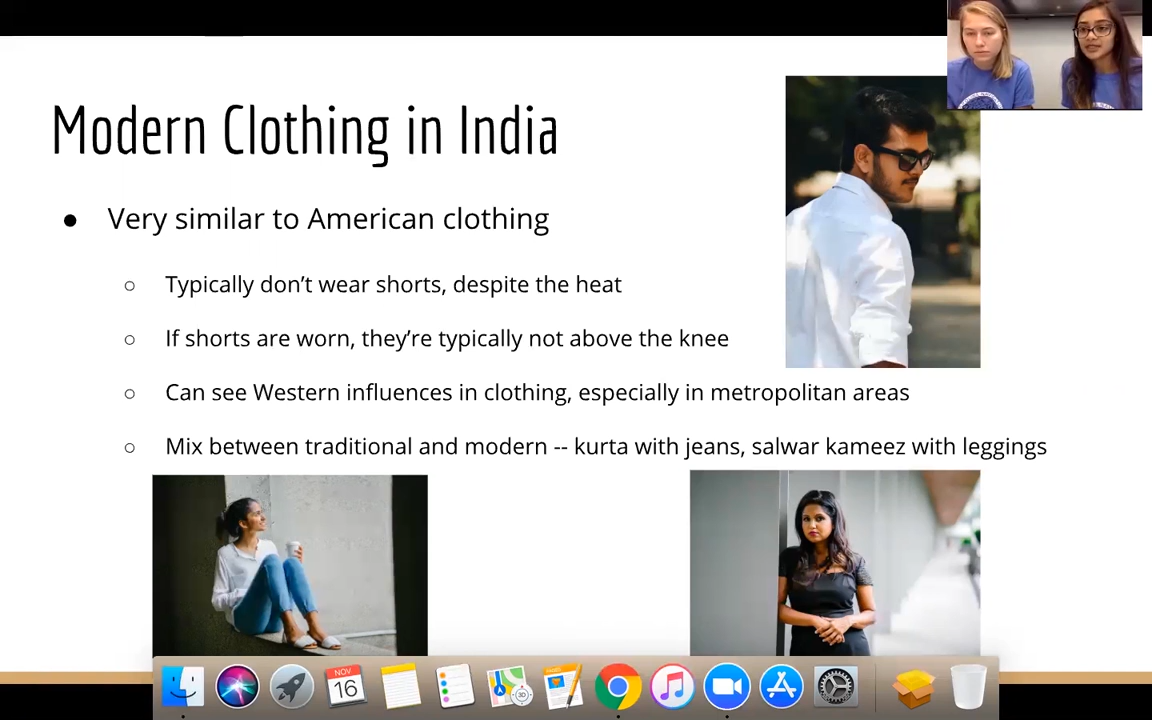 Modern Clothing in India
● Very similar to American clothing
○ Typically don't wear shorts, despite the heat
○ If shorts are worn, they're typically not above the knee
○ Can see Western influences in clothing, especially in metropolitan areas
○ Mix between traditional and modern -- kurta with jeans, salwar kameez with leggings
NOV
16
3D